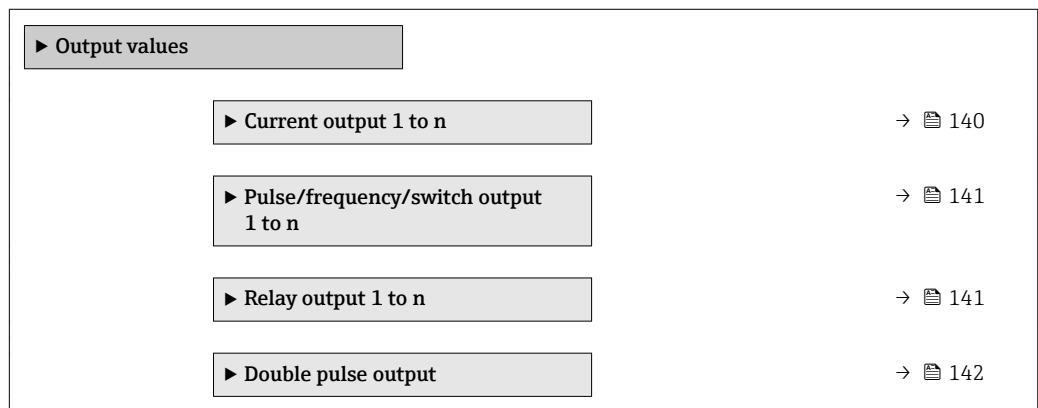 ▶ Output values
▶ Current output 1 to n → 140
▶ Pulse/frequency/switch output
1 to n → 141
▶ Relay output 1 to n → 141
▶ Double pulse output → 142